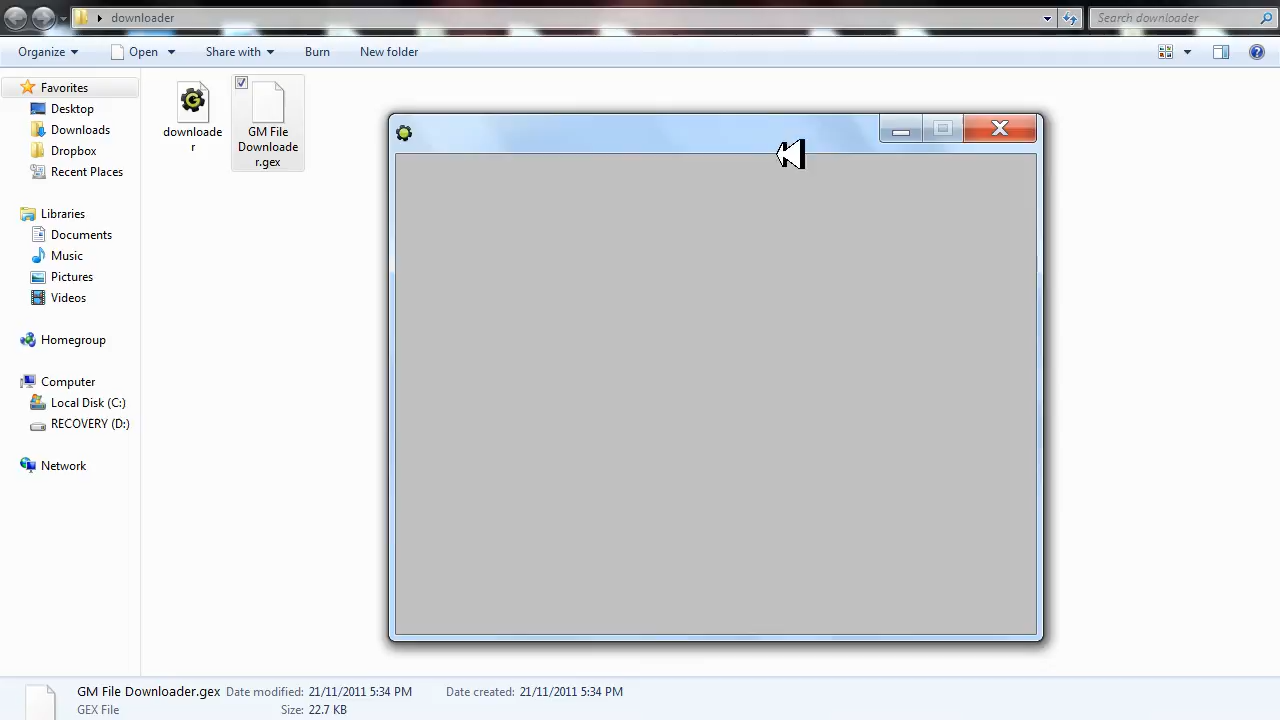 downloader
Search downloader
Organize Open Share with Burn New folder
Favorites
Desktop
Downloads
Dropbox
Recent Places
Libraries
Documents
Music
Pictures
Videos
Homegroup
Computer
Local Disk (C:)
RECOVERY (D:)
Network
downloade
r
GM File
Downloade
r.gex
GM File Downloader.gex Date modified: 21/11/2011 5:34 PM Date created: 21/11/2011 5:34 PM
GEX File Size: 22.7 KB